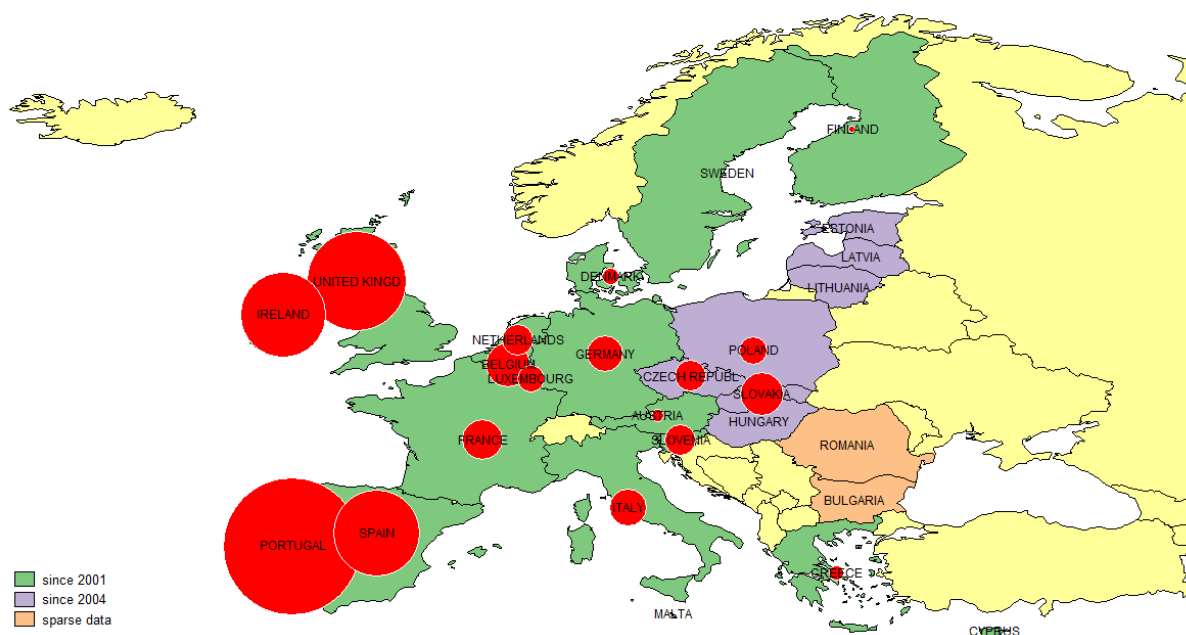 FINLAND
SWEDEN
ESTONIA
LATVIA
DENMARK
UNITED KINGD
LITHUANIA
IRELAND
NETHERLANDS
POLAND
GERMANY
BELGIUM
LUXEMBOURG
CZECH REPUBL
SLOVAKIA
AUSTRIA
HUNGARY
FRANCE
SLOVENIA
ROMANIA
BULGARIA
ITALY
SPAIN
PORTUGAL
GREECE
since 2001
since 2004
MALTA
sparse data
CYPRUS